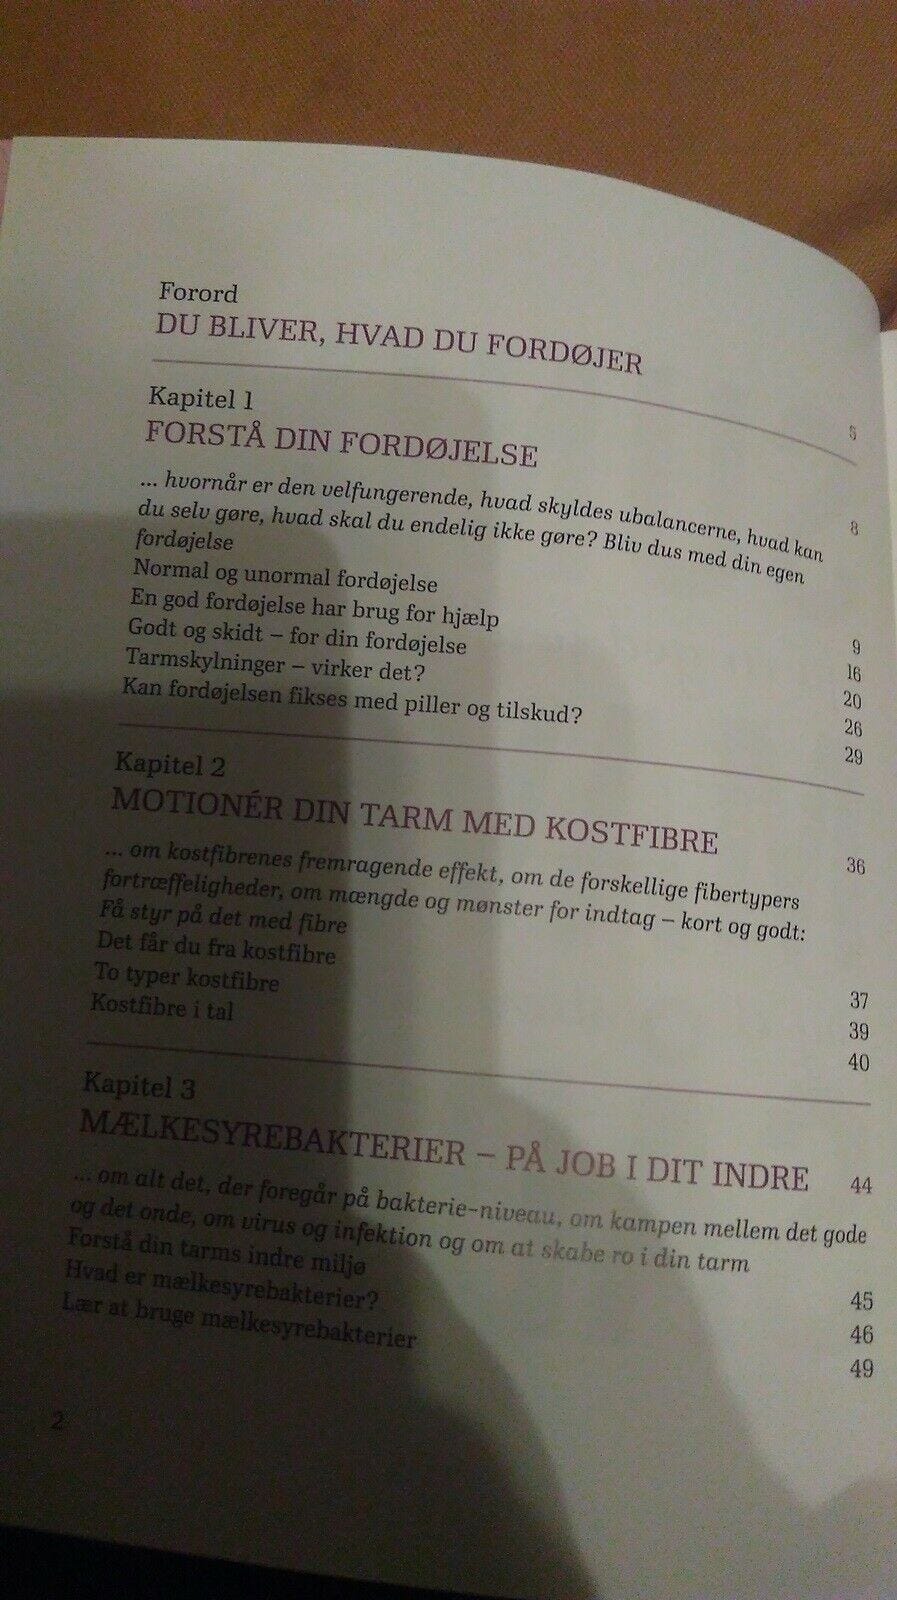 Forord
DU BLIVER, HVAD DU FORDØJER 5
Kapitel 1
FORSTÅ DIN FORDØJELSE 8
... hvornår er den velfungerende, hvad skyldes ubalancerne, hvad kan
du selv gøre, hvad skal du endelig ikke gøre? Bliv dus med din egen
fordøjelse
Normal og unormal fordøjelse 9
En god fordøjelse har brug for hjælp 16
Godt og skidt – for din fordøjelse 20
Tarmskylninger – virker det? 26
Kan fordøjelsen fikses med piller og tilskud? 29
Kapitel 2
MOTIONÉR DIN TARM MED KOSTFIBRE 36
... om kostfibrenes fremragende effekt, om de forskellige fibertypers
fortræffeligheder, om mængde og mønster for indtag – kort og godt:
Få styr på det med fibre
Det får du fra kostfibre 37
To typer kostfibre 39
Kostfibre i tal 40
Kapitel 3
MÆLKESYREBAKTERIER – PÅ JOB I DIT INDRE 44
... om alt det, der foregår på bakterie-niveau, om kampen mellem det gode
og det onde, om virus og infektion og om at skabe ro i din tarm
Forstå din tarms indre miljø 45
Hvad er mælkesyrebakterier? 46
Lær at bruge mælkesyrebakterier 49
2